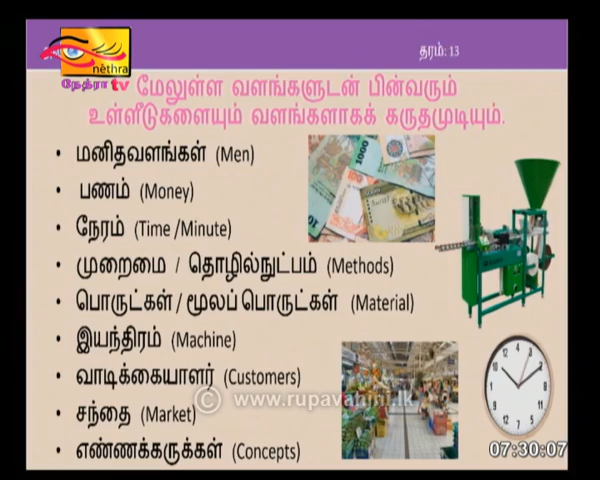 தரம்: 13
nethra
நேத்ரா tv
மேலுள்ள வளங்களுடன் பின்வரும்
உள்ளீடுகளையும் வளங்களாகக் கருதமுடியும்.
• மனிதவளங்கள் (Men)
• பணம் (Money)
• நேரம் (Time /Minute)
• முறைமை / தொழில்நுட்பம் (Methods)
• பொருட்கள் / மூலப் பொருட்கள் (Material)
• இயந்திரம் (Machine)
• வாடிக்கையாளர் (Customers)
© www.rupavahini.lk
• சந்தை (Market)
• எண்ணக்கருக்கள் (Concepts)
07:30:07